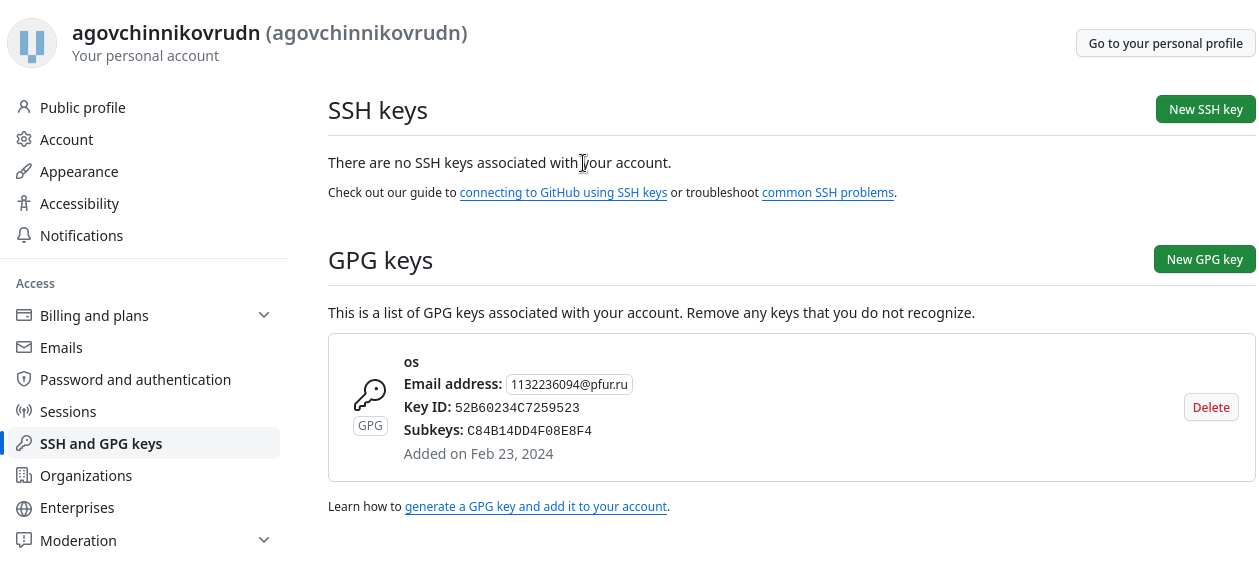 agovchinnikovrudn (agovchinnikovrudn)
Your personal account
Go to your personal profile
Public profile
Account
Appearance
Accessibility
Notifications
Access
Billing and plans
Emails
Password and authentication
Sessions
SSH and GPG keys
Organizations
Enterprises
Moderation
SSH keys
New SSH key
There are no SSH keys associated with your account.
Check out our guide to connecting to GitHub using SSH keys or troubleshoot common SSH problems.
GPG keys
New GPG key
This is a list of GPG keys associated with your account. Remove any keys that you do not recognize.
GPG
os
Email address: 1132236094@pfur.ru
Key ID: 52B60234C7259523
Subkeys: C84B14DD4F08E8F4
Added on Feb 23, 2024
Delete
Learn how to generate a GPG key and add it to your account.